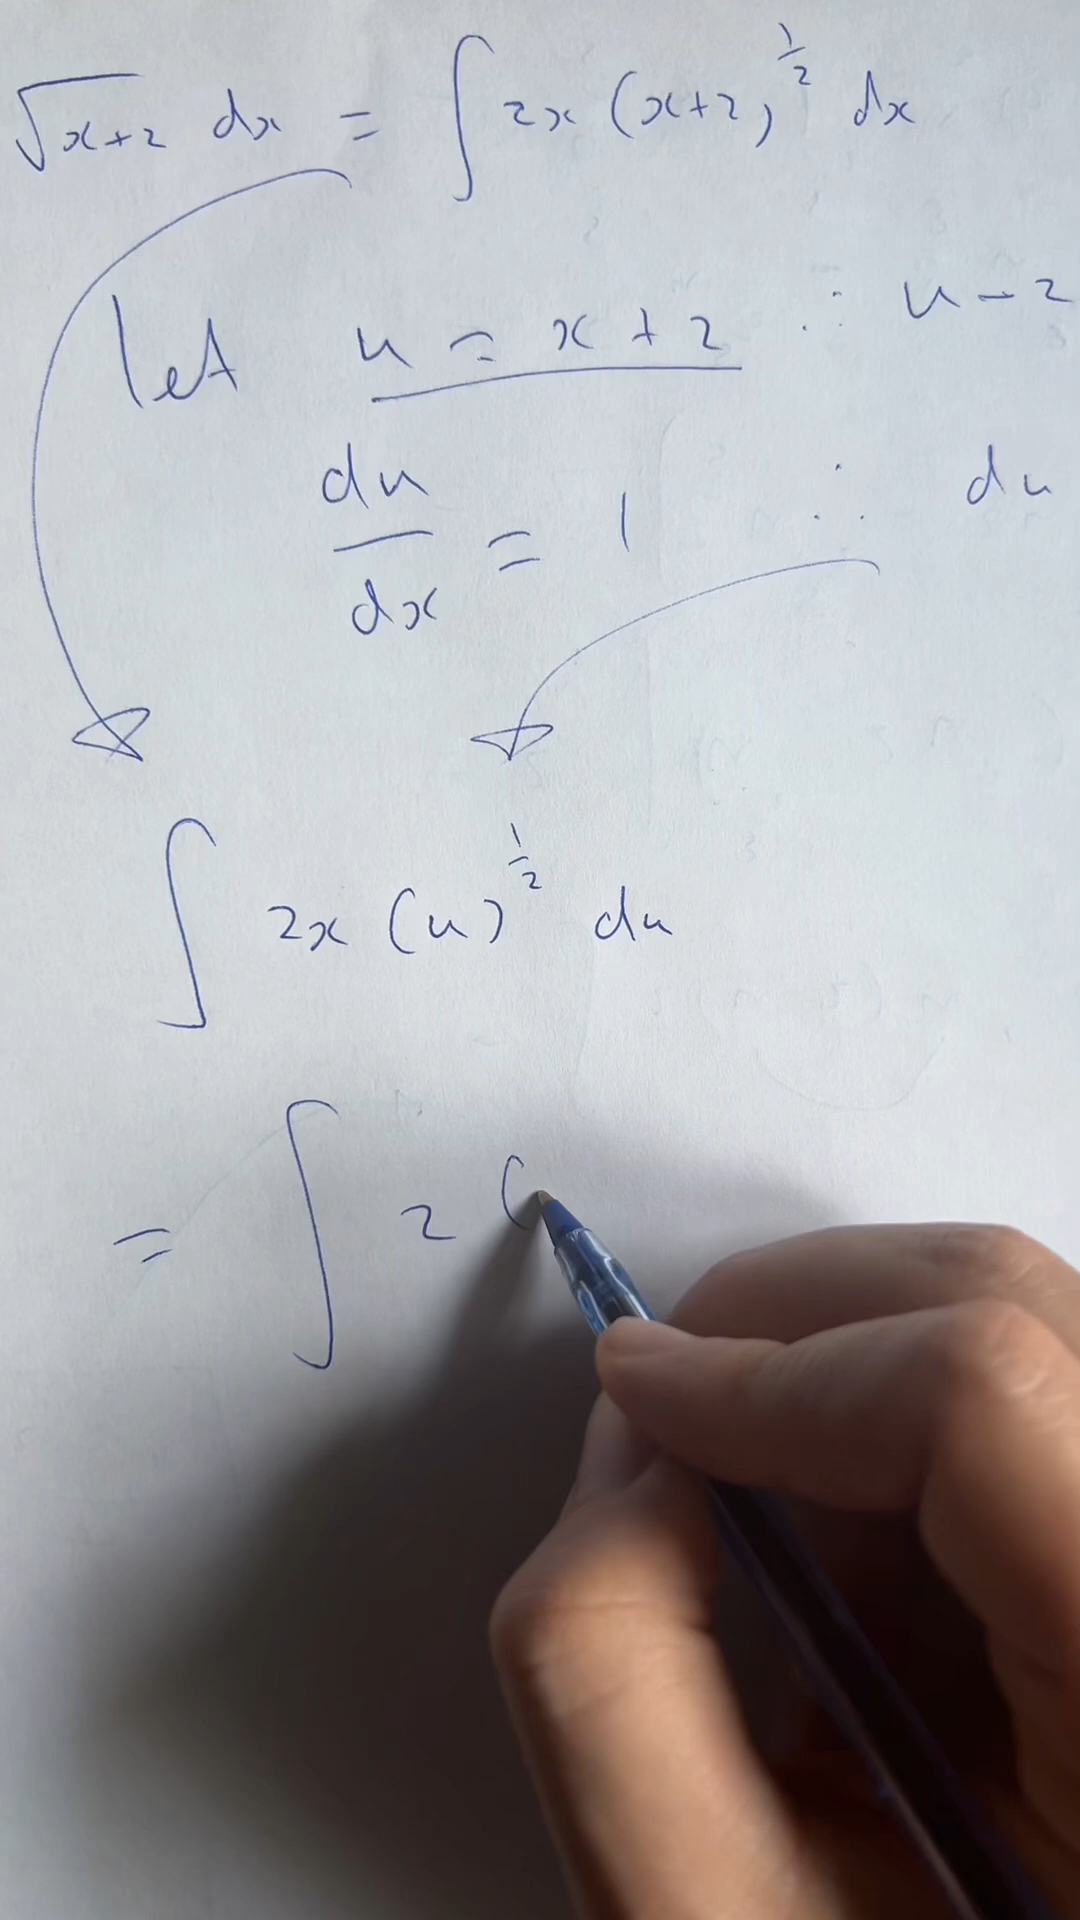 √x+2 dx = ∫ 2x (x+2)^1/2 dx
let u = x + 2 ∴ u - 2
du/dx = 1 ∴ du
∫ 2x (u)^1/2 du
= ∫ 2 (